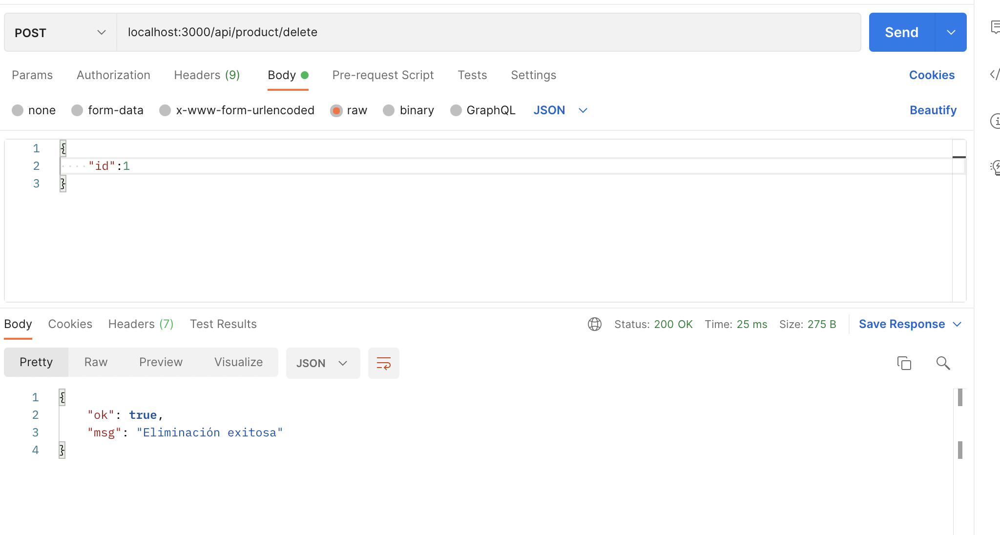 POST localhost:3000/api/product/delete Send
Params Authorization Headers (9) Body Pre-request Script Tests Settings Cookies
none form-data x-www-form-urlencoded raw binary GraphQL JSON Beautify
1 {
2 ····"id":1
3 }
Body Cookies Headers (7) Test Results Status: 200 OK Time: 25 ms Size: 275 B Save Response
Pretty Raw Preview Visualize JSON
1 {
2 "ok": true,
3 "msg": "Eliminación exitosa"
4 }